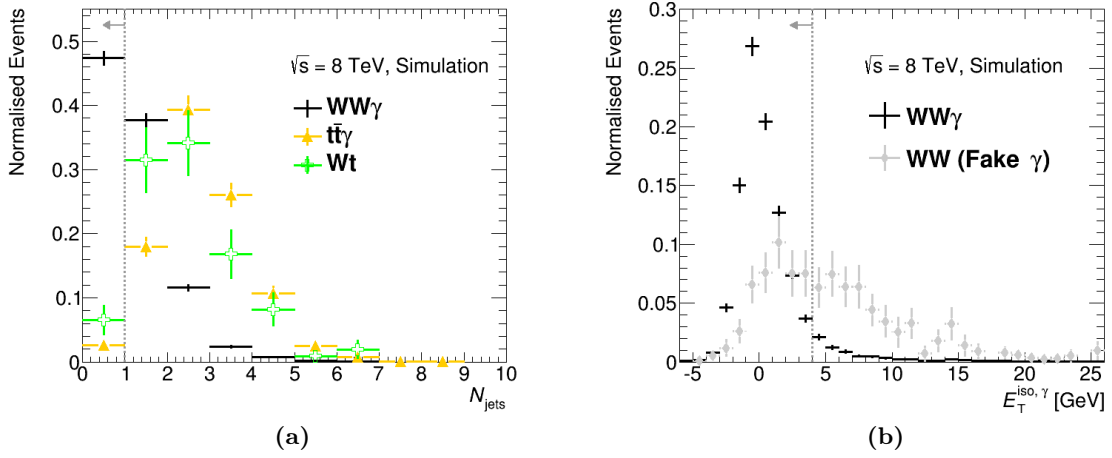 Normalised Events
0.5
0.4
0.3
0.2
0.1
0
√s = 8 TeV, Simulation
WWγ
tt̄γ
Wt
0 1 2 3 4 5 6 7 8 9 10
N_jets
(a)
Normalised Events
0.3
0.25
0.2
0.15
0.1
0.05
0
√s = 8 TeV, Simulation
WWγ
WW (Fake γ)
-5 0 5 10 15 20 25
E_T^{iso, γ} [GeV]
(b)